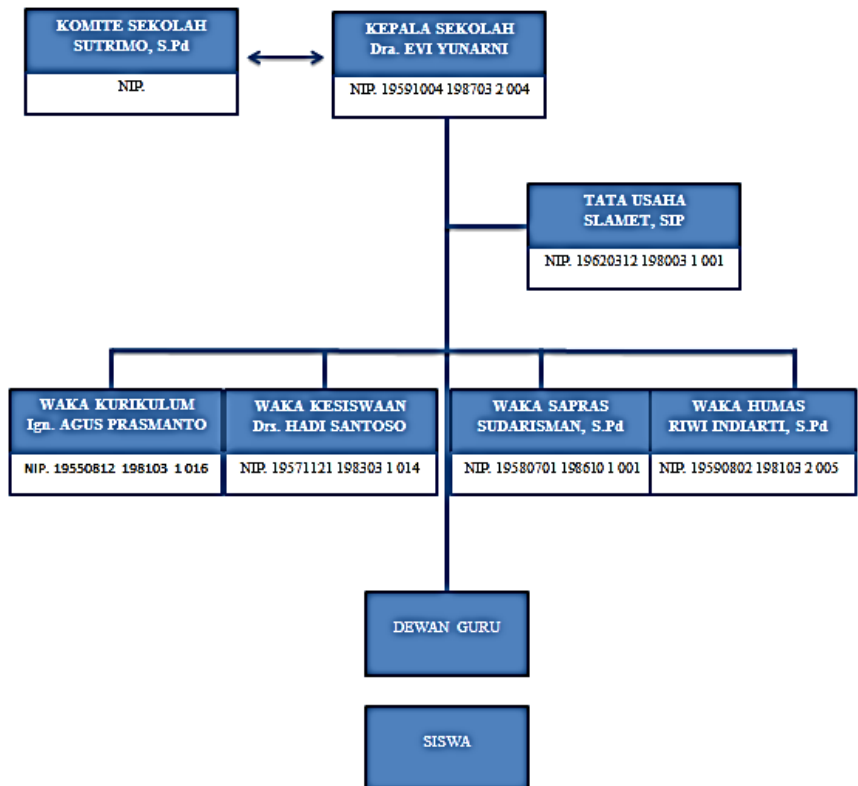 KOMITE SEKOLAH
SUTRIMO, S.Pd
NIP.
KEPALA SEKOLAH
Dra. EVI YUNARNI
NIP. 19591004 198703 2 004
TATA USAHA
SLAMET, SIP
NIP. 19620312 198003 1 001
WAKA KURIKULUM
Ign. AGUS PRASMANTO
NIP. 19550812 198103 1 016
WAKA KESISWAAN
Drs. HADI SANTOSO
NIP. 19571121 198303 1 014
WAKA SAPRAS
SUDARISMAN, S.Pd
NIP. 19580701 198610 1 001
WAKA HUMAS
RIWI INDIARTI, S.Pd
NIP. 19590802 198103 2 005
DEWAN GURU
SISWA